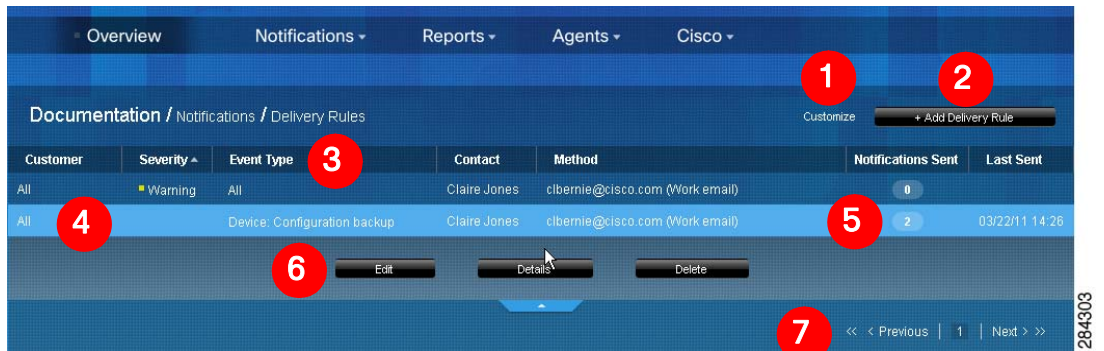 Overview Notifications Reports Agents Cisco
1 2
Documentation / Notifications / Delivery Rules Customize + Add Delivery Rule
3
Customer Severity Event Type Contact Method Notifications Sent Last Sent
All Warning All Claire Jones clbernie@cisco.com (Work email) 0
4 5
All Device: Configuration backup Claire Jones clbernie@cisco.com (Work email) 2 03/22/11 14:26
6 Edit Details Delete
7 << < Previous | 1 | Next > >>
284303